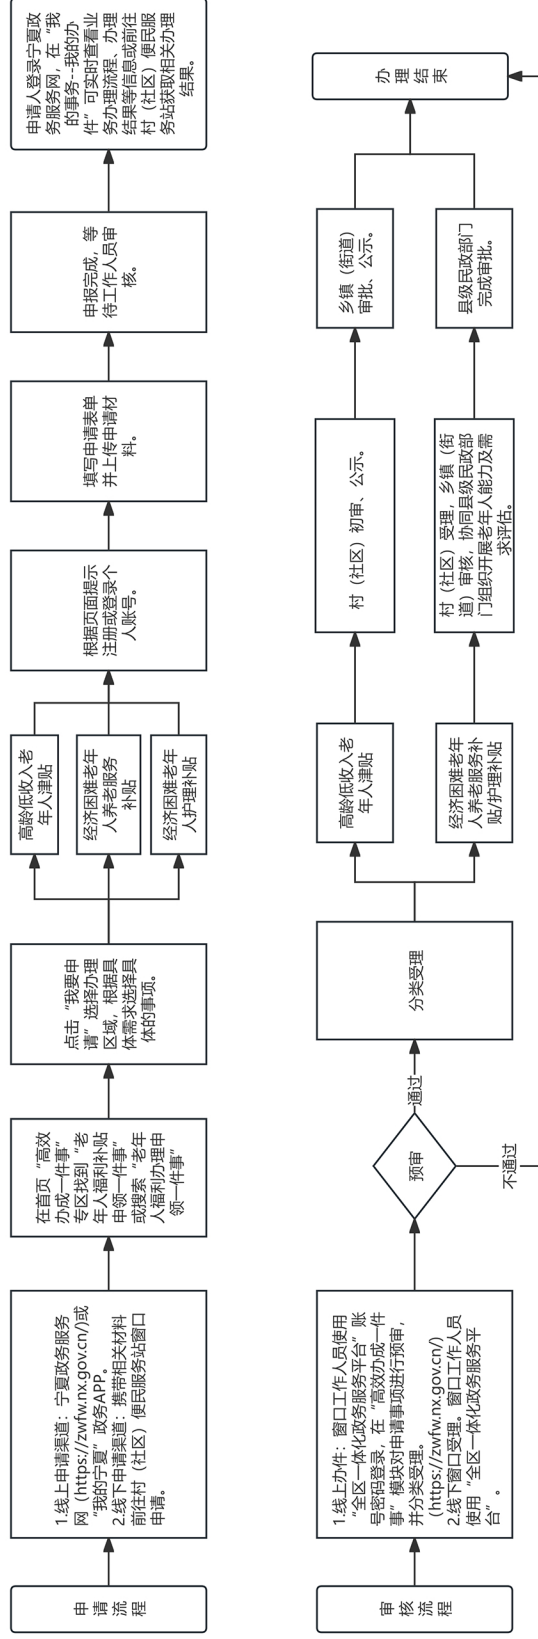 申请
流程
1.线上申请渠道：宁夏政务服务
网（https://zwfw.nx.gov.cn/)或
“我的宁夏”政务APP。
2.线下申请渠道：携带相关材料
前往村（社区）便民服务站窗口
申请。
在首页“高效
办成一件事”
专区找到“老
年人福利补贴
申领一件事”
或搜索“老年
人福利办理申
领一件事”
点击“我要申
请”选择办理
区域，根据具
体需求选择具
体的事项。
高龄低收入老
年人津贴
经济困难老年
人养老服务
补贴
经济困难老年
人护理补贴
根据页面提示
注册或登录个
人账号。
填写申请表单
并上传申请材
料。
申报完成，等
待工作人员审
核。
申请人登录宁夏政
务服务网，在“我
的事务--我的办
件”可实时查看业
务办理流程、办理
结果等信息或前往
村（社区）便民服
务站获取相关办理
结果。
审核
流程
1.线上办件：窗口工作人员使用
“全区一体化政务服务平台”账
号密码登录，在“高效办成一件
事”模块对申请事项进行预审，
并分类受理。
（https://zwfw.nx.gov.cn/)
2.线下窗口受理。窗口工作人员
使用“全区一体化政务服务平
台”。
预审
通过
不通过
分类受理
高龄低收入老
年人津贴
经济困难老年
人养老服务补
贴/护理补贴
村（社区）初审、公示。
村（社区）受理，乡镇（街
道）审核，协同县级民政部
门组织开展老年人能力及需
求评估。
乡镇（街道）
审批、公示。
县级民政部门
完成审批。
办理
结束